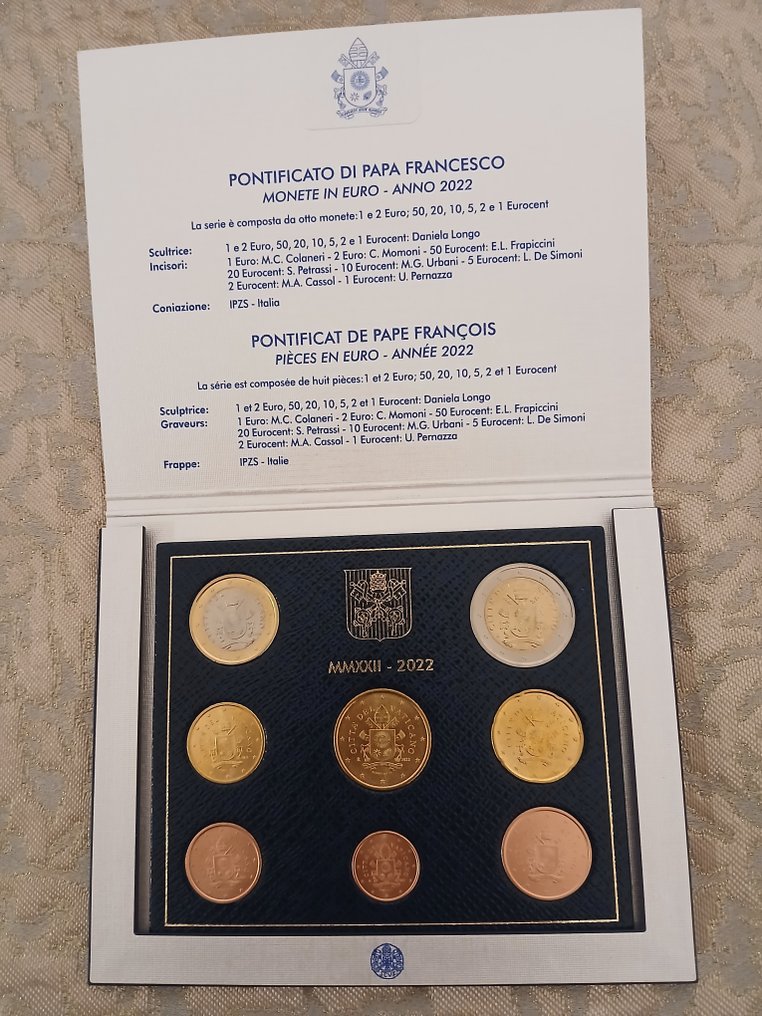 PONTIFICATO DI PAPA FRANCESCO
MONETE IN EURO - ANNO 2022
La serie è composta da otto monete:1 e 2 Euro; 50, 20, 10, 5, 2 e 1 Eurocent
Scultrice: 1 e 2 Euro, 50, 20, 10, 5, 2 e 1 Eurocent: Daniela Longo
Incisori: 1 Euro: M.C. Colaneri - 2 Euro: C. Momoni - 50 Eurocent: E.L. Frapiccini
20 Eurocent: S. Petrassi - 10 Eurocent: M.G. Urbani - 5 Eurocent: L. De Simoni
2 Eurocent: M.A. Cassol - 1 Eurocent: U. Pernazza
Coniazione: IPZS - Italia
PONTIFICAT DE PAPE FRANÇOIS
PIÈCES EN EURO - ANNÉE 2022
La série est composée de huit pièces:1 et 2 Euro; 50, 20, 10, 5, 2 et 1 Eurocent
Sculptrice: 1 et 2 Euro, 50, 20, 10, 5, 2 et 1 Eurocent: Daniela Longo
Graveurs: 1 Euro: M.C. Colaneri - 2 Euro: C. Momoni - 50 Eurocent: E.L. Frapiccini
20 Eurocent: S. Petrassi - 10 Eurocent: M.G. Urbani - 5 Eurocent: L. De Simoni
2 Eurocent: M.A. Cassol - 1 Eurocent: U. Pernazza
Frappe: IPZS - Italie
MMXXII - 2022
CITTÀ DEL VATICANO